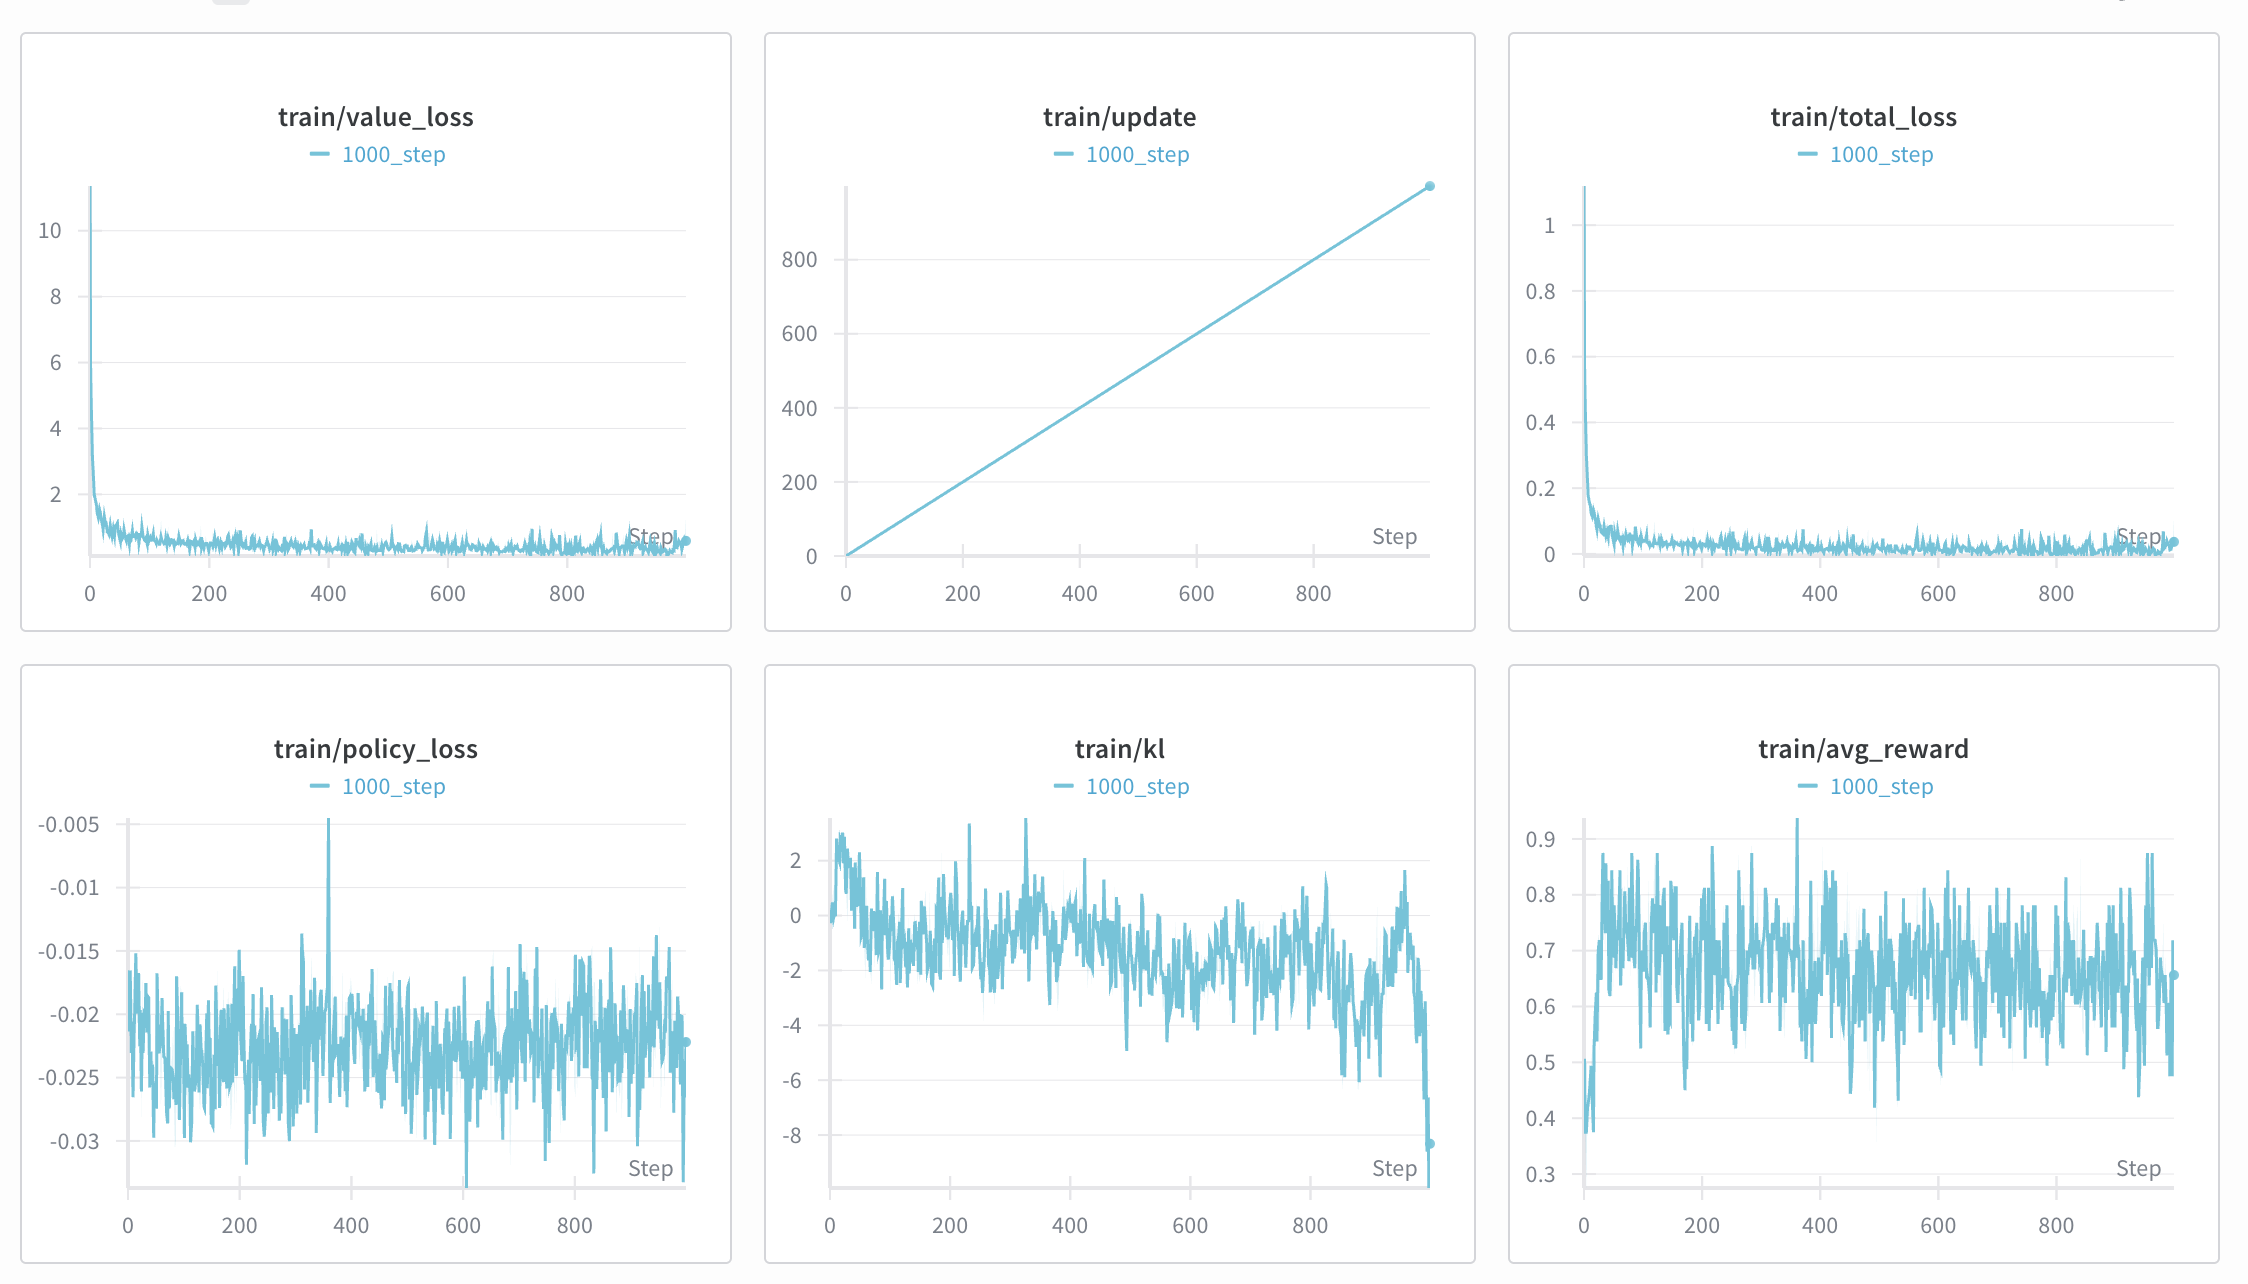 train/value_loss
1000_step
10
8
6
4
2
Step
0 200 400 600 800
train/update
1000_step
800
600
400
200
0
Step
0 200 400 600 800
train/total_loss
1000_step
1
0.8
0.6
0.4
0.2
0
Step
0 200 400 600 800
train/policy_loss
1000_step
-0.005
-0.01
-0.015
-0.02
-0.025
-0.03
Step
0 200 400 600 800
train/kl
1000_step
2
0
-2
-4
-6
-8
Step
0 200 400 600 800
train/avg_reward
1000_step
0.9
0.8
0.7
0.6
0.5
0.4
0.3
Step
0 200 400 600 800